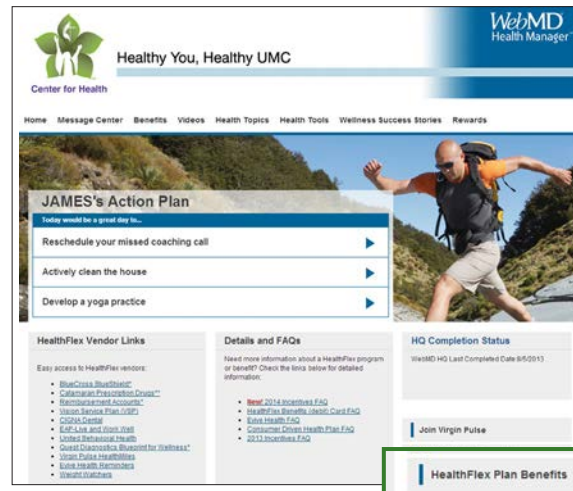 WebMD
Health Manager
Healthy You, Healthy UMC
Center for Health
Home Message Center Benefits Videos Health Topics Health Tools Wellness Success Stories Rewards
JAMES's Action Plan
Today would be a great day to...
Reschedule your missed coaching call
Actively clean the house
Develop a yoga practice
HealthFlex Vendor Links
Easy access to HealthFlex vendors:
BlueCross BlueShield*
Catamaran Prescription Drugs**
Reimbursement Accounts*
Vision Service Plan (VSP)
CIGNA Dental
EAP-Live and Work Well
United Behavioral Health
Quest Diagnostics Blueprint for Wellness*
Virgin Pulse HealthMiles
Evive Health Reminders
Weight Watchers
Details and FAQs
Need more information about a HealthFlex program
or benefit? Check the links below for detailed
information:
New! 2014 Incentives FAQ
HealthFlex Benefits (debit) Card FAQ
Evive Health FAQ
Consumer Driven Health Plan FAQ
2013 Incentives FAQ
HQ Completion Status
WebMD HQ Last Completed Date:8/5/2013
Join Virgin Pulse
HealthFlex Plan Benefits